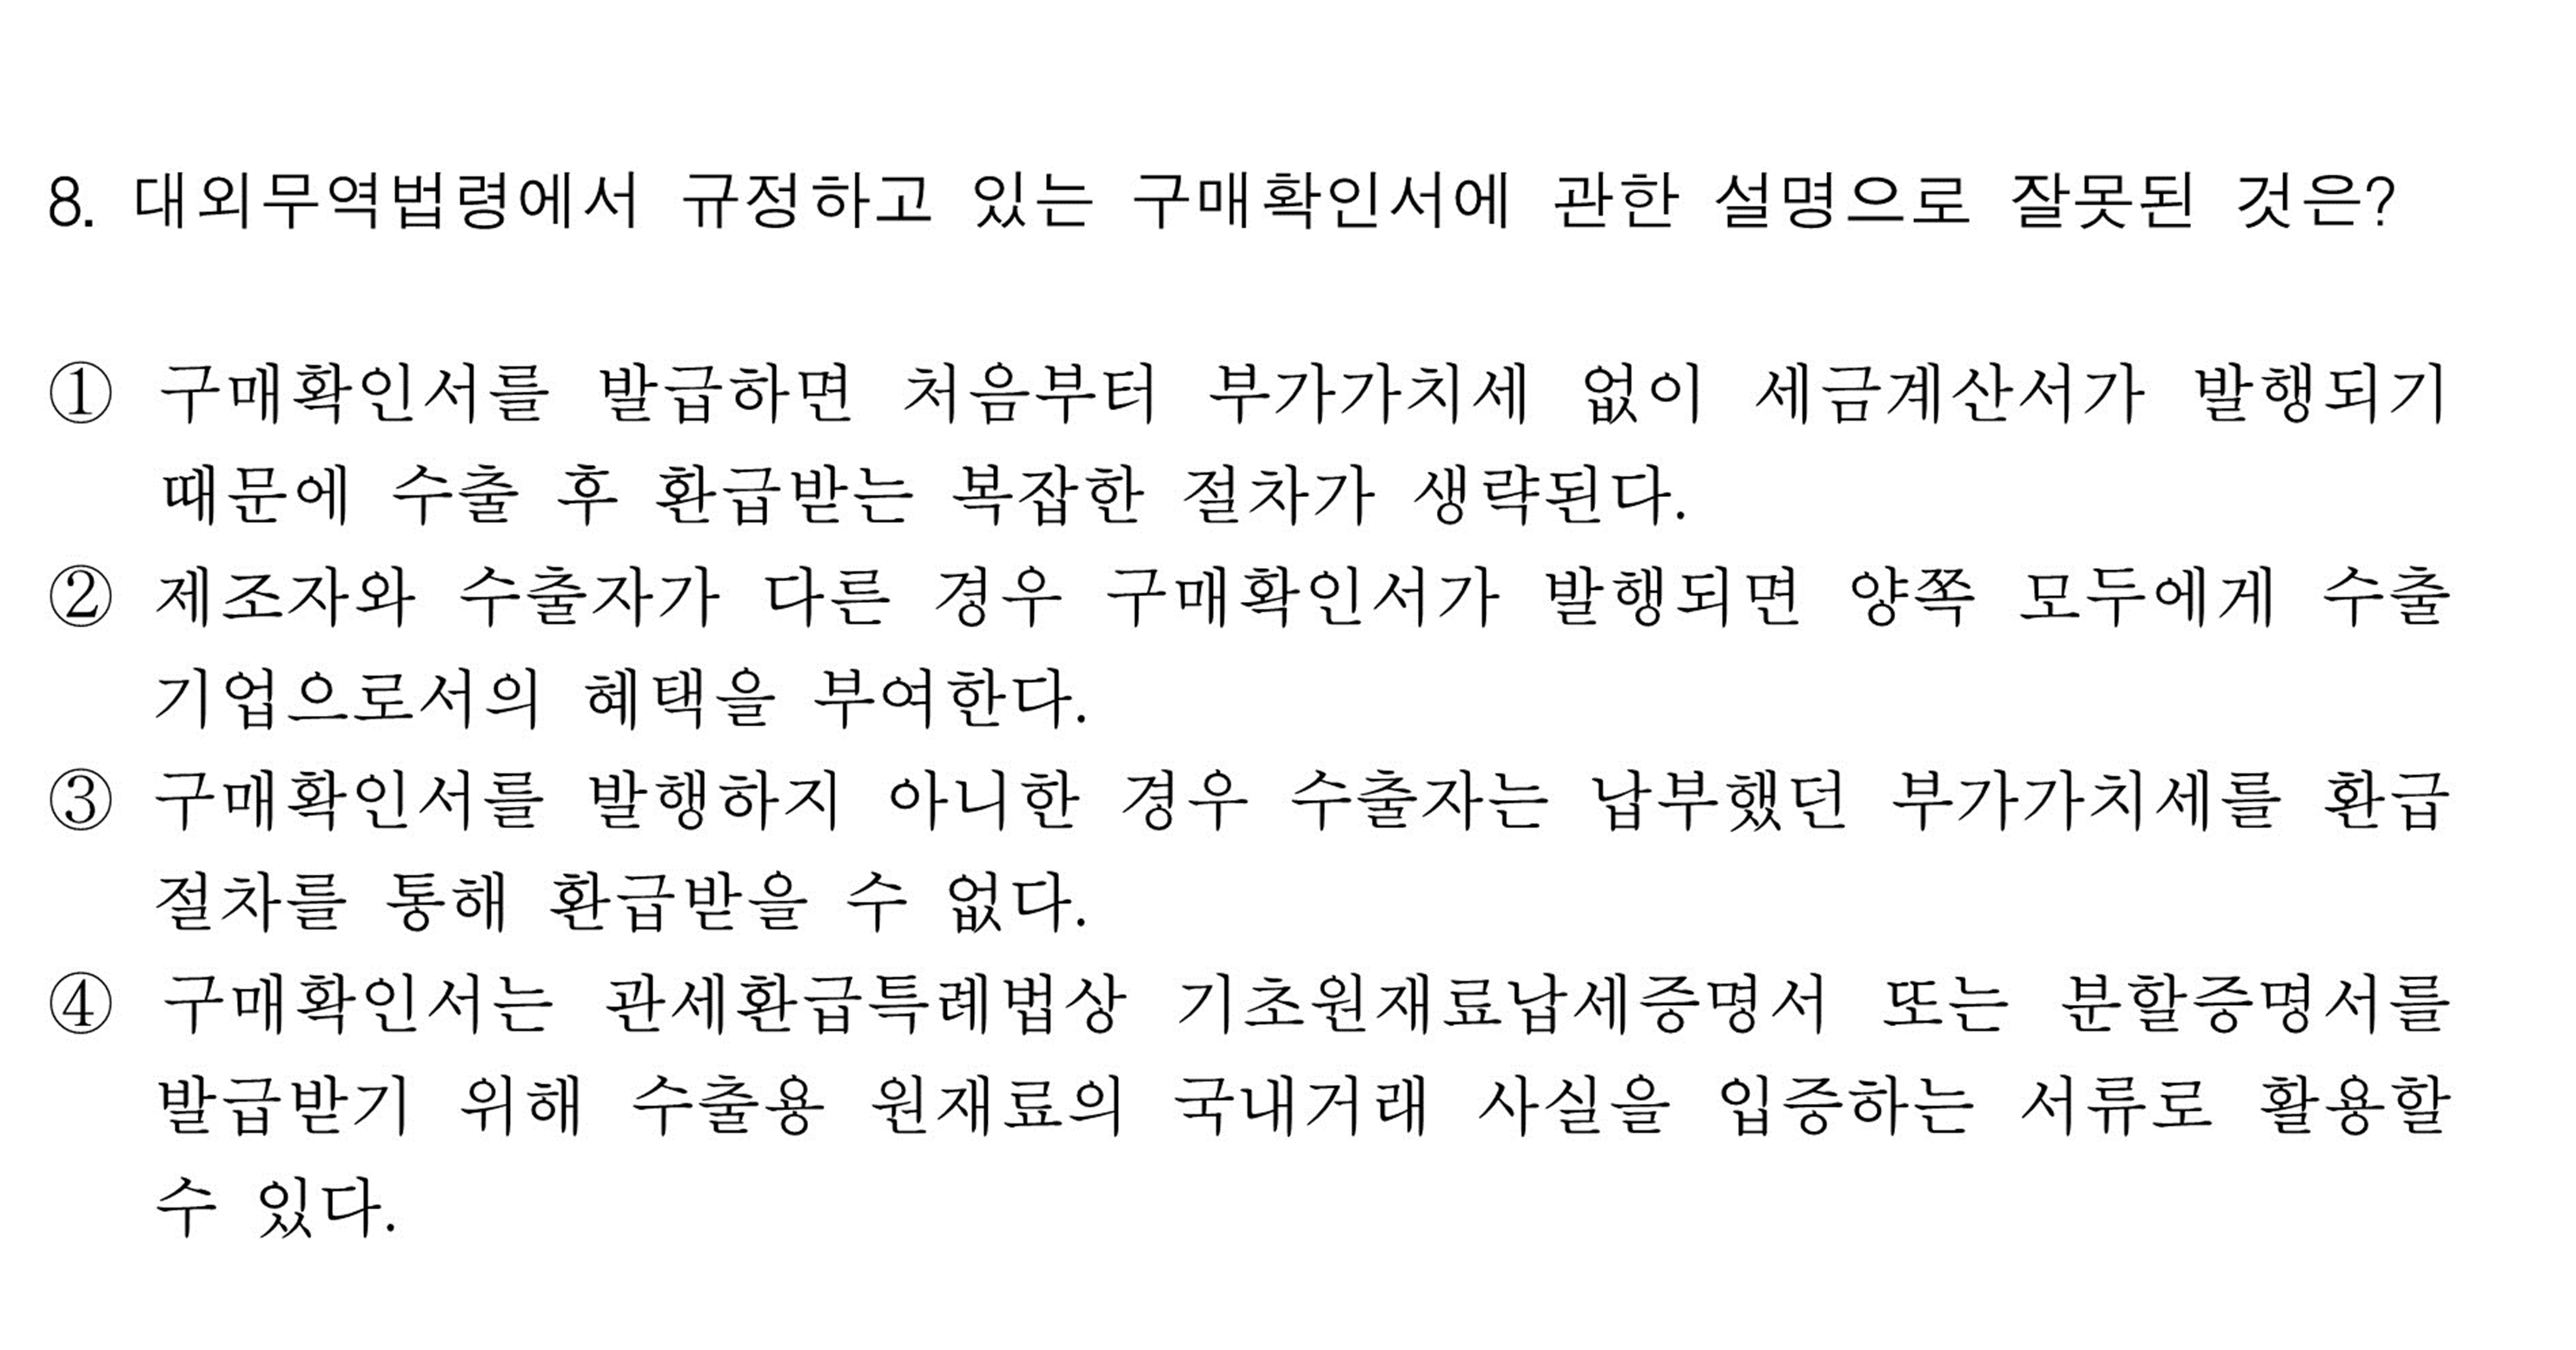 8. 대외무역법령에서 규정하고 있는 구매확인서에 관한 설명으로 잘못된 것은?
① 구매확인서를 발급하면 처음부터 부가가치세 없이 세금계산서가 발행되기
때문에 수출 후 환급받는 복잡한 절차가 생략된다.
② 제조자와 수출자가 다른 경우 구매확인서가 발행되면 양쪽 모두에게 수출
기업으로서의 혜택을 부여한다.
③ 구매확인서를 발행하지 아니한 경우 수출자는 납부했던 부가가치세를 환급
절차를 통해 환급받을 수 없다.
④ 구매확인서는 관세환급특례법상 기초원재료납세증명서 또는 분할증명서를
발급받기 위해 수출용 원재료의 국내거래 사실을 입증하는 서류로 활용할
수 있다.